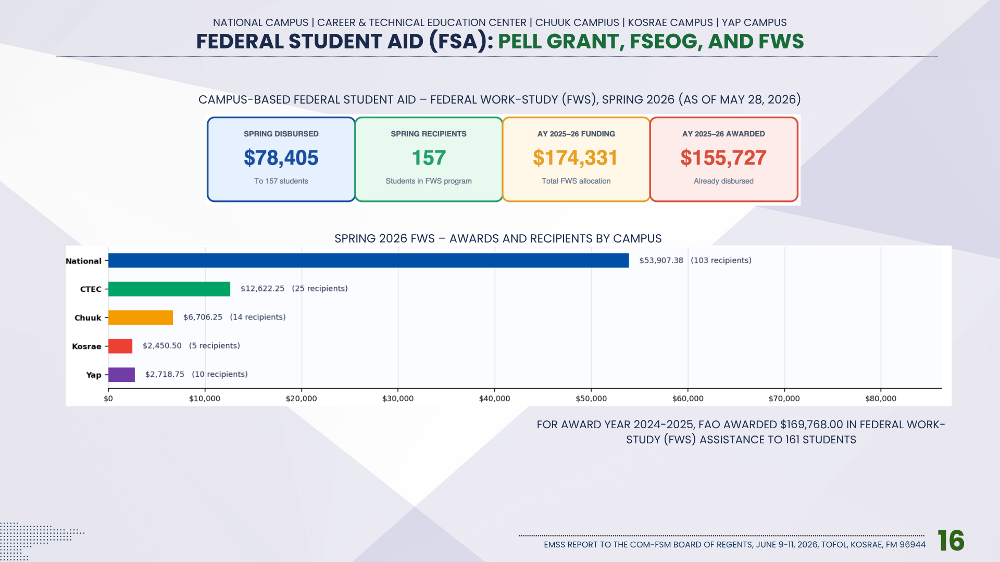 NATIONAL CAMPUS | CAREER & TECHNICAL EDUCATION CENTER | CHUUK CAMPIUS | KOSRAE CAMPUS | YAP CAMPUS
FEDERAL STUDENT AID (FSA): PELL GRANT, FSEOG, AND FWS
CAMPUS-BASED FEDERAL STUDENT AID – FEDERAL WORK-STUDY (FWS), SPRING 2026 (AS OF MAY 28, 2026)
SPRING DISBURSED
$78,405
To 157 students
SPRING RECIPIENTS
157
Students in FWS program
AY 2025–26 FUNDING
$174,331
Total FWS allocation
AY 2025–26 AWARDED
$155,727
Already disbursed
SPRING 2026 FWS – AWARDS AND RECIPIENTS BY CAMPUS
National $53,907.38 (103 recipients)
CTEC $12,622.25 (25 recipients)
Chuuk $6,706.25 (14 recipients)
Kosrae $2,450.50 (5 recipients)
Yap $2,718.75 (10 recipients)
$0 $10,000 $20,000 $30,000 $40,000 $50,000 $60,000 $70,000 $80,000
FOR AWARD YEAR 2024-2025, FAO AWARDED $169,768.00 IN FEDERAL WORK-
STUDY (FWS) ASSISTANCE TO 161 STUDENTS
EMSS REPORT TO THE COM-FSM BOARD OF REGENTS, JUNE 9-11, 2026, TOFOL, KOSRAE, FM 96944
16